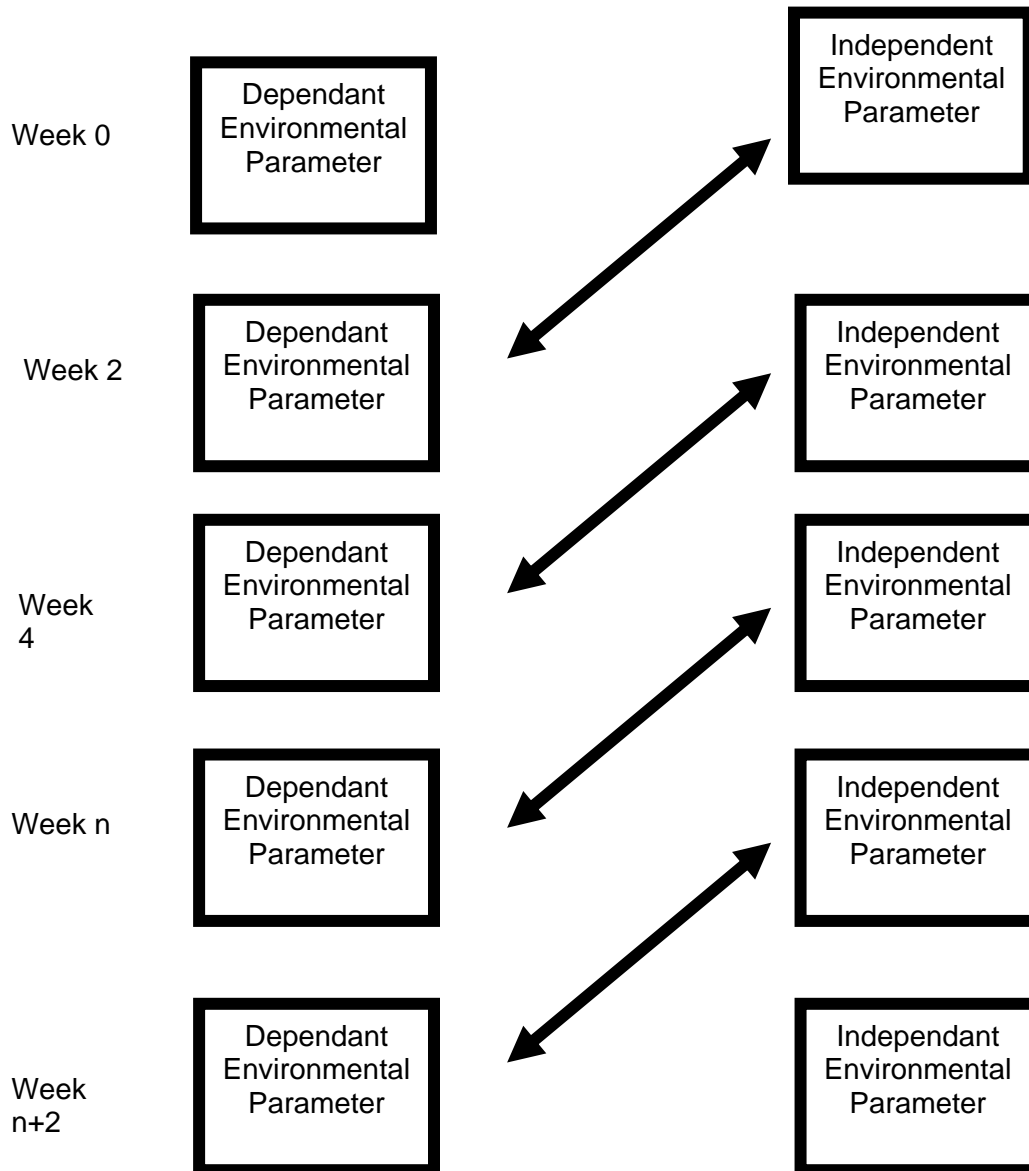 Week 0
Dependant
Environmental
Parameter
Independent
Environmental
Parameter
Week 2
Dependant
Environmental
Parameter
Independent
Environmental
Parameter
Week
4
Dependant
Environmental
Parameter
Independent
Environmental
Parameter
Week n
Dependant
Environmental
Parameter
Independent
Environmental
Parameter
Week
n+2
Dependant
Environmental
Parameter
Independant
Environmental
Parameter